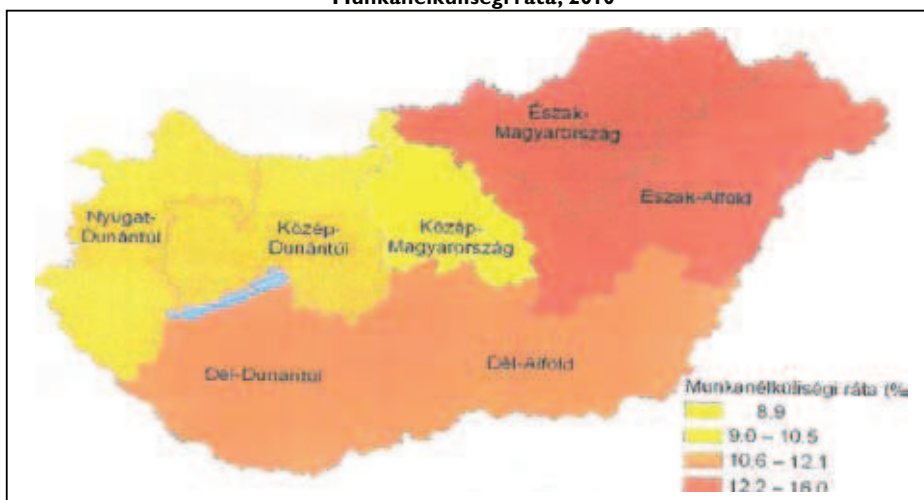 Munkanélküliségi ráta, 2010
Észak-
Magyarország
Észak-Alföld
Nyugat-
Dunántúl
Közép-
Dunántúl
Közép-
Magyarország
Dél-Dunántúl
Dél-Alföld
Munkanélküliségi ráta (%
8.9
9.0 – 10.5
10.6 – 12.1
12.2 – 16.0